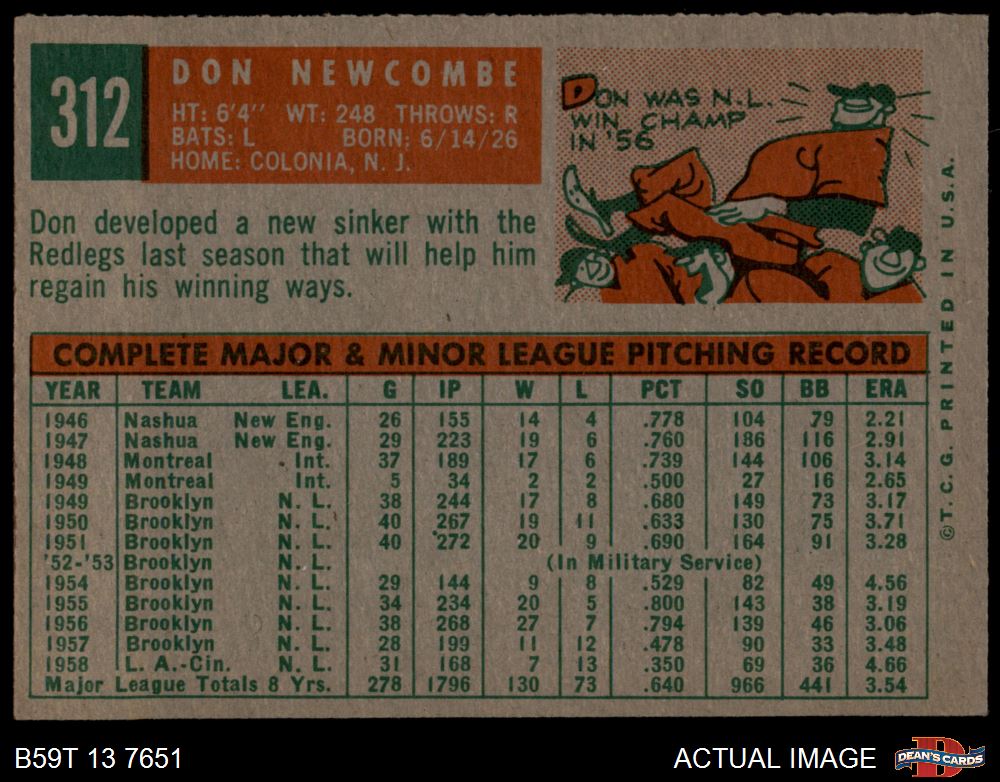 312
DON NEWCOMBE
HT: 6'4" WT: 248 THROWS: R
BATS: L BORN: 6/14/26
HOME: COLONIA, N. J.
DON WAS N.L.
WIN CHAMP
IN '56
Don developed a new sinker with the
Redlegs last season that will help him
regain his winning ways.
COMPLETE MAJOR & MINOR LEAGUE PITCHING RECORD
YEAR TEAM LEA. G IP W L PCT SO BB ERA
1946 Nashua New Eng. 26 155 14 4 .778 104 79 2.21
1947 Nashua New Eng. 29 223 19 6 .760 186 116 2.91
1948 Montreal Int. 37 189 17 6 .739 144 106 3.14
1949 Montreal Int. 5 34 2 2 .500 27 16 2.65
1949 Brooklyn N. L. 38 244 17 8 .680 149 73 3.17
1950 Brooklyn N. L. 40 267 19 11 .633 130 75 3.71
1951 Brooklyn N. L. 40 272 20 9 .690 164 91 3.28
'52-'53 Brooklyn N. L. (In Military Service)
1954 Brooklyn N. L. 29 144 9 8 .529 82 49 4.56
1955 Brooklyn N. L. 34 234 20 5 .800 143 38 3.19
1956 Brooklyn N. L. 38 268 27 7 .794 139 46 3.06
1957 Brooklyn N. L. 28 199 11 12 .478 90 33 3.48
1958 L. A.-Cin. N. L. 31 168 7 13 .350 69 36 4.66
Major League Totals 8 Yrs. 278 1796 130 73 .640 966 441 3.54
© T. C. G. PRINTED IN U.S.A.
B59T 13 7651
ACTUAL IMAGE
D
DEAN'S CARDS